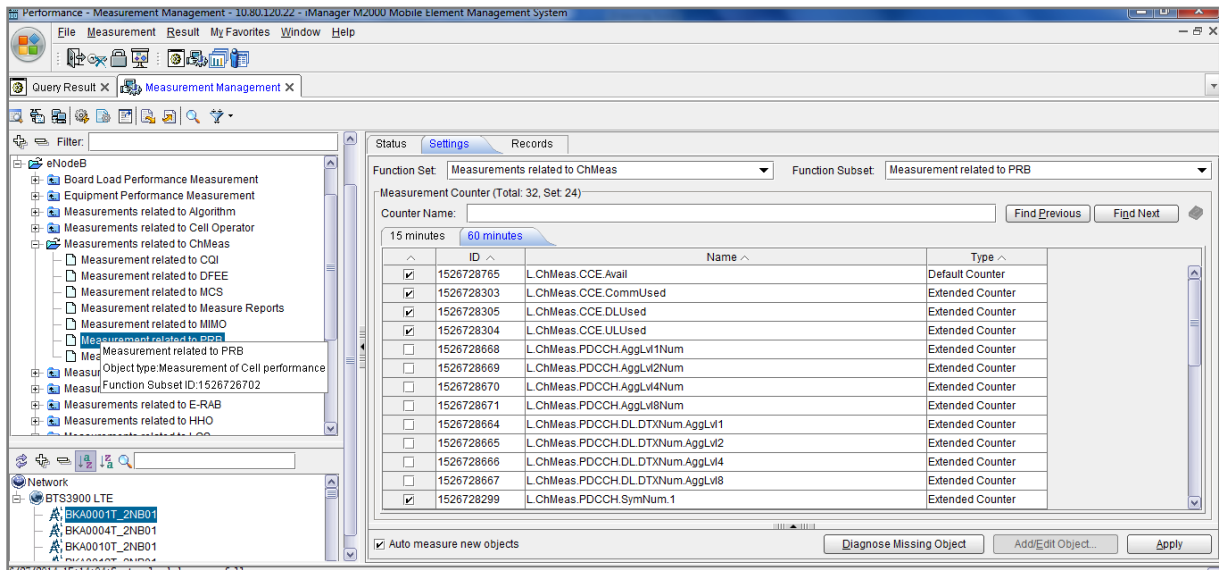 Performance - Measurement Management - 10.80.120.22 - iManager M2000 Mobile Element Management System
File Measurement Result My Favorites Window Help
Query Result Measurement Management
Filter:
eNodeB
Board Load Performance Measurement
Equipment Performance Measurement
Measurements related to Algorithm
Measurements related to Cell Operator
Measurements related to ChMeas
Measurement related to CQI
Measurement related to DFEE
Measurement related to MCS
Measurement related to Measure Reports
Measurement related to MIMO
Measurement related to PRB
Mea
Measur
Measur
Measurement related to PRB
Object type:Measurement of Cell performance
Function Subset ID:1526726702
Measurements related to E-RAB
Measurements related to HHO
Network
BTS3900 LTE
BKA0001T_2NB01
BKA0004T_2NB01
BKA0010T_2NB01
Status Settings Records
Function Set: Measurements related to ChMeas Function Subset: Measurement related to PRB
Measurement Counter (Total: 32, Set: 24)
Counter Name: Find Previous Find Next
15 minutes 60 minutes
ID Name Type
1526728765 L.ChMeas.CCE.Avail Default Counter
1526728303 L.ChMeas.CCE.CommUsed Extended Counter
1526728305 L.ChMeas.CCE.DLUsed Extended Counter
1526728304 L.ChMeas.CCE.ULUsed Extended Counter
1526728668 L.ChMeas.PDCCH.AggLvl1Num Extended Counter
1526728669 L.ChMeas.PDCCH.AggLvl2Num Extended Counter
1526728670 L.ChMeas.PDCCH.AggLvl4Num Extended Counter
1526728671 L.ChMeas.PDCCH.AggLvl8Num Extended Counter
1526728664 L.ChMeas.PDCCH.DL.DTXNum.AggLvl1 Extended Counter
1526728665 L.ChMeas.PDCCH.DL.DTXNum.AggLvl2 Extended Counter
1526728666 L.ChMeas.PDCCH.DL.DTXNum.AggLvl4 Extended Counter
1526728667 L.ChMeas.PDCCH.DL.DTXNum.AggLvl8 Extended Counter
1526728299 L.ChMeas.PDCCH.SymNum.1 Extended Counter
Auto measure new objects Diagnose Missing Object Add/Edit Object... Apply